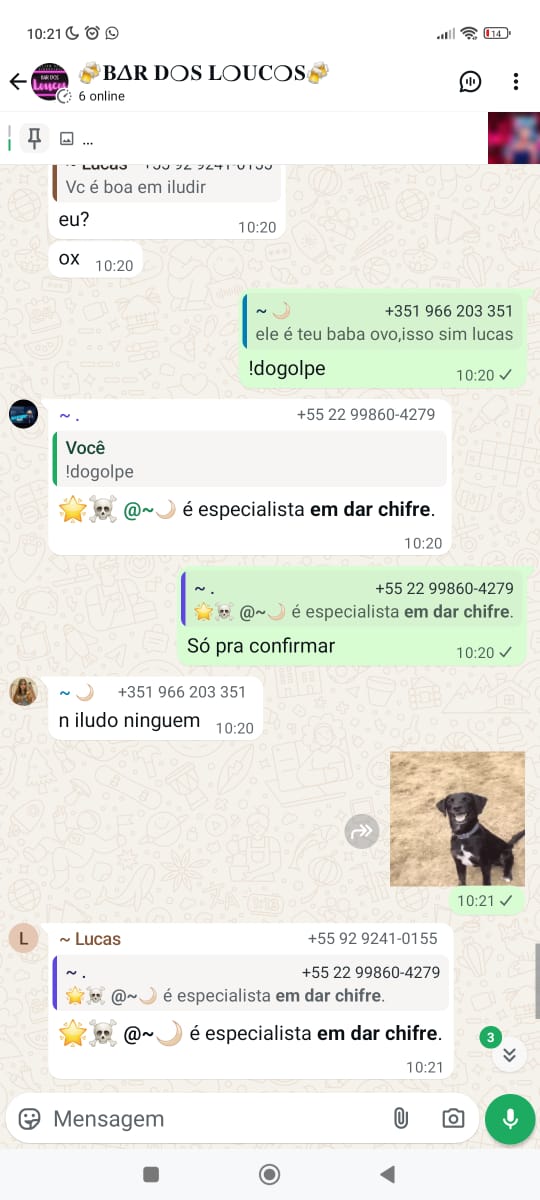 10:21
14
🍻BΔR DOS LOUCOS🍻
6 online
...
~ Lucas +55 92 9241-0155
Vc é boa em iludir
eu?
10:20
ox
10:20
~ 🌙 +351 966 203 351
ele é teu baba ovo,isso sim lucas
!dogolpe
10:20
~ . +55 22 99860-4279
Você
!dogolpe
🌟☠️ @~🌙 é especialista em dar chifre.
10:20
~ . +55 22 99860-4279
🌟☠️ @~🌙 é especialista em dar chifre.
Só pra confirmar
10:20
~ 🌙 +351 966 203 351
n iludo ninguem
10:20
10:21
L
~ Lucas +55 92 9241-0155
~ . +55 22 99860-4279
🌟☠️ @~🌙 é especialista em dar chifre.
🌟☠️ @~🌙 é especialista em dar chifre.
10:21
3
Mensagem